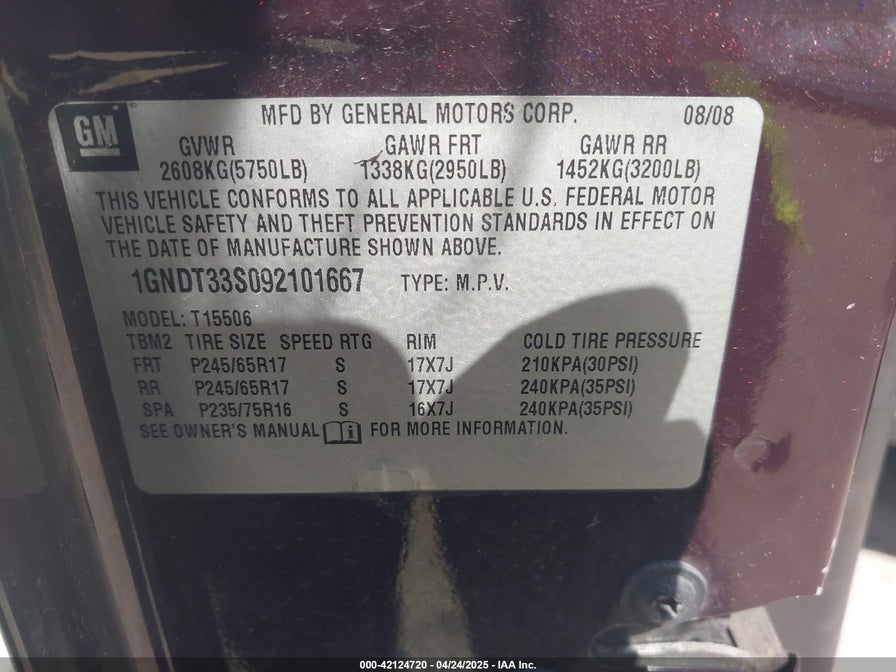 GM
MFD BY GENERAL MOTORS CORP. 08/08
GVWR GAWR FRT GAWR RR
2608KG(5750LB) 1338KG(2950LB) 1452KG(3200LB)
THIS VEHICLE CONFORMS TO ALL APPLICABLE U.S. FEDERAL MOTOR
VEHICLE SAFETY AND THEFT PREVENTION STANDARDS IN EFFECT ON
THE DATE OF MANUFACTURE SHOWN ABOVE.
1GNDT33S092101667 TYPE: M.P.V.
MODEL: T15506
TBM2 TIRE SIZE SPEED RTG RIM COLD TIRE PRESSURE
FRT P245/65R17 S 17X7J 210KPA(30PSI)
RR P245/65R17 S 17X7J 240KPA(35PSI)
SPA P235/75R16 S 16X7J 240KPA(35PSI)
SEE OWNER'S MANUAL FOR MORE INFORMATION.
000-42124720 - 04/24/2025 - IAA Inc.